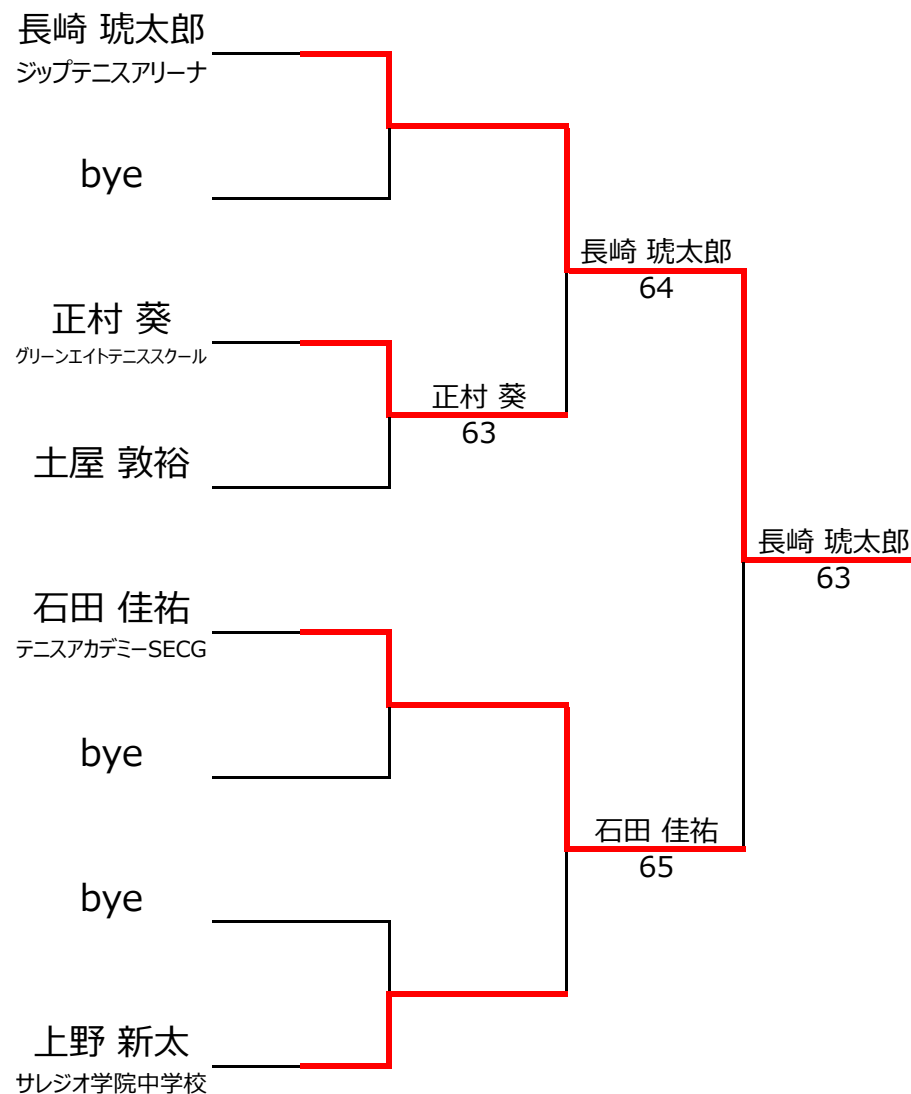 長崎 琥太郎
ジップテニスアリーナ
bye
長崎 琥太郎
64
正村 葵
グリーンエイトテニススクール
正村 葵
63
土屋 敦裕
長崎 琥太郎
63
石田 佳祐
テニスアカデミーSECG
bye
石田 佳祐
65
bye
上野 新太
サレジオ学院中学校